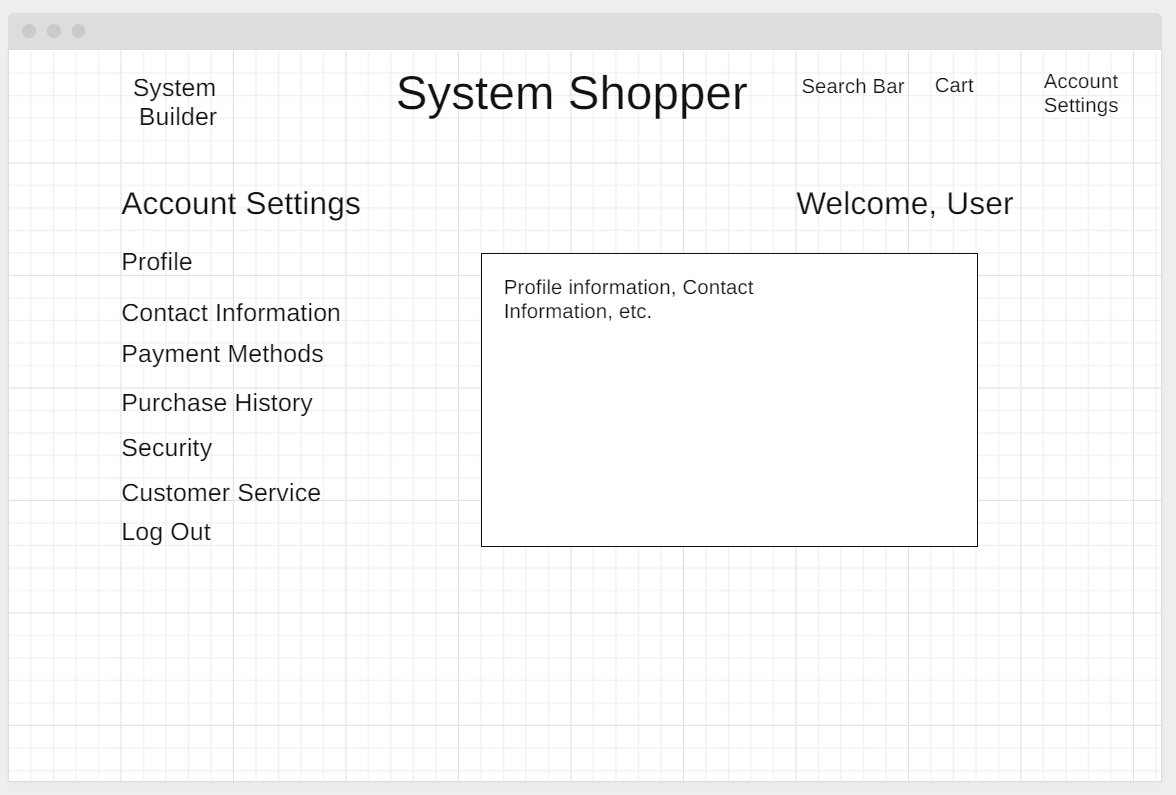 System
Builder
System Shopper
Search Bar
Cart
Account
Settings
Account Settings
Welcome, User
Profile
Contact Information
Payment Methods
Purchase History
Security
Customer Service
Log Out
Profile information, Contact
Information, etc.